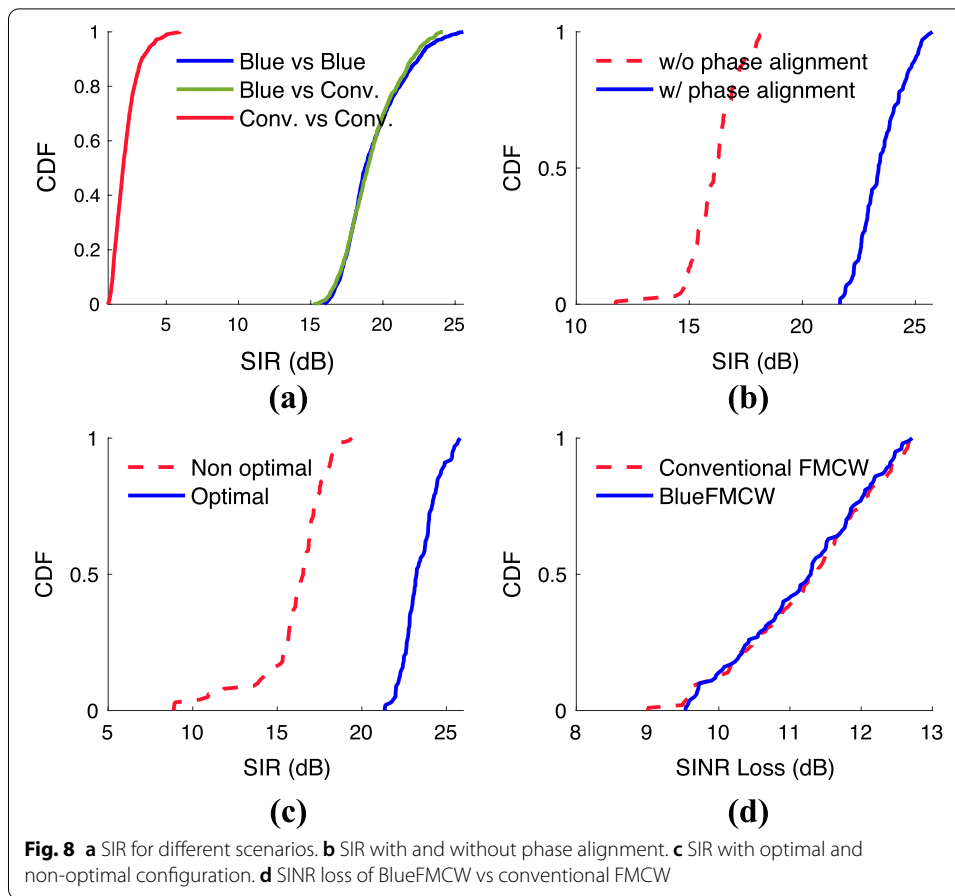 1
0.8
0.6
0.4
0.2
0
CDF
Blue vs Blue
Blue vs Conv.
Conv. vs Conv.
5 10 15 20 25
SIR (dB)
(a)
1
0.5
0
CDF
w/o phase alignment
w/ phase alignment
10 15 20 25
SIR (dB)
(b)
1
0.5
0
CDF
Non optimal
Optimal
5 10 15 20 25
SIR (dB)
(c)
1
0.5
0
CDF
Conventional FMCW
BlueFMCW
8 9 10 11 12 13
SINR Loss (dB)
(d)
Fig. 8 a SIR for different scenarios. b SIR with and without phase alignment. c SIR with optimal and
non-optimal configuration. d SINR loss of BlueFMCW vs conventional FMCW